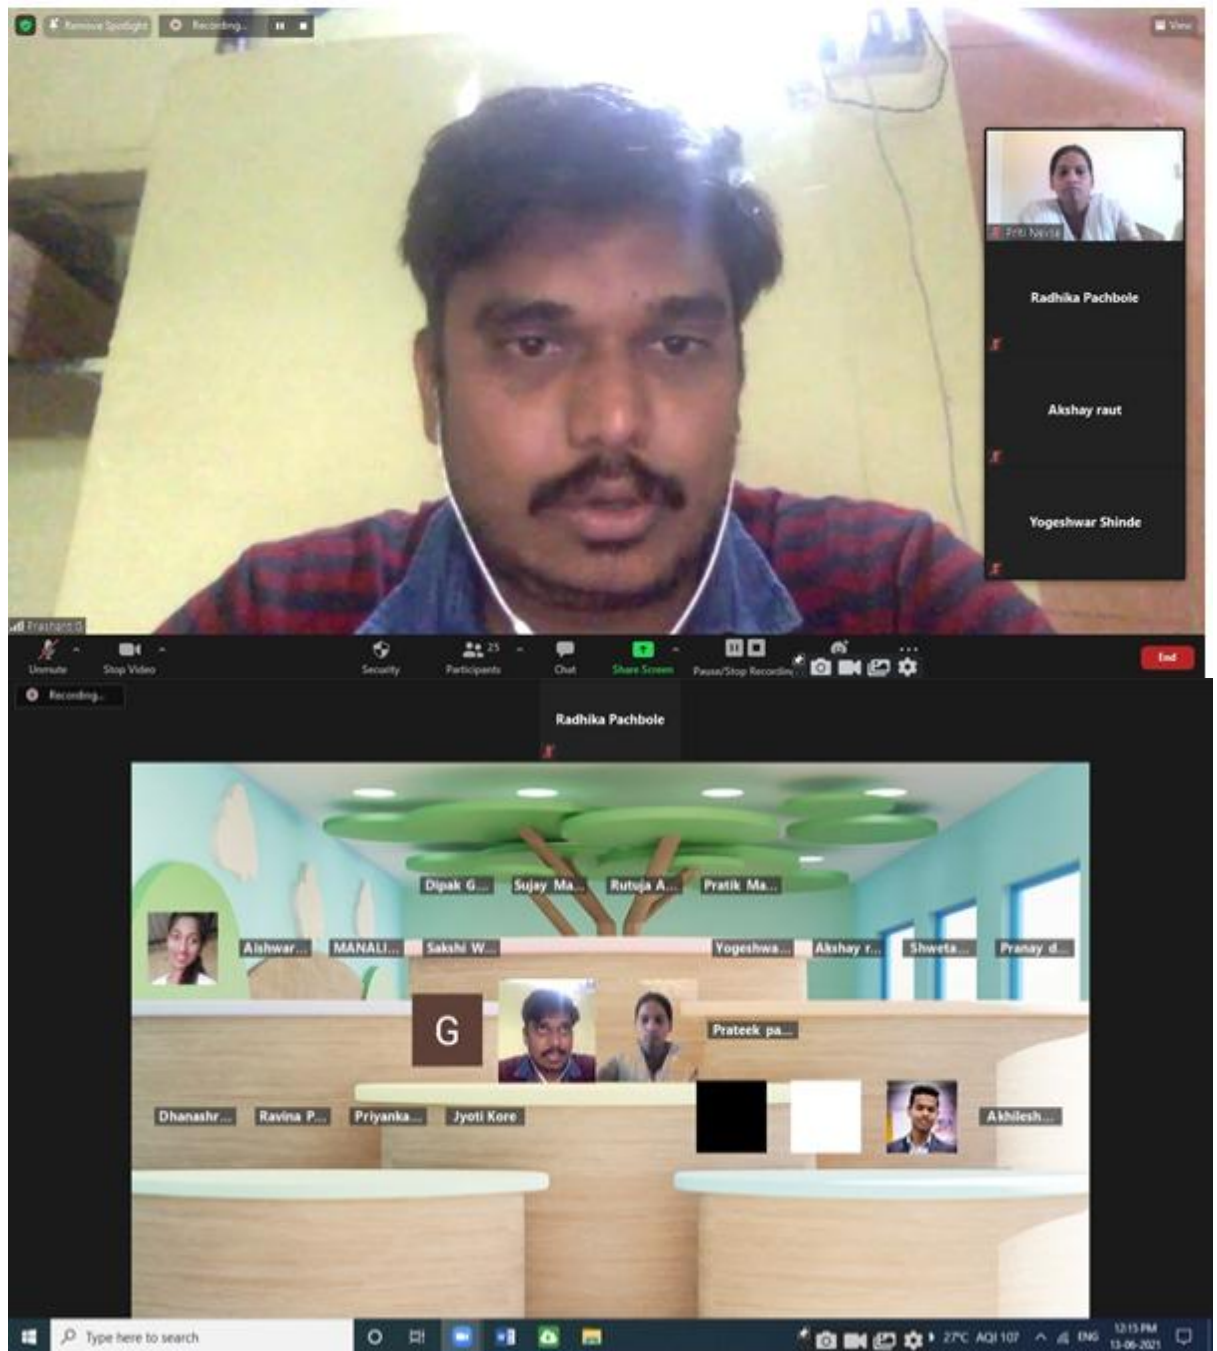 Remove Spotlight
Recording...
View
Priti Nevse
Radhika Pachbole
Akshay raut
Yogeshwar Shinde
Prashant G
Unmute
Stop Video
Security
25
Participants
Chat
Share Screen
Pause/Stop Recording
End
Recording...
Radhika Pachbole
Dipak G...
Sujay Ma...
Rutuja A...
Pratik Ma...
Aishwar...
MANALI...
Sakshi W...
Yogeshwa...
Akshay r...
Shweta...
Pranay d...
G
Prateek pa...
Dhanashr...
Ravina P...
Priyanka...
Jyoti Kore
Akhilesh...
Type here to search
27°C AQI 107
ENG
12:15 PM
13-06-2021